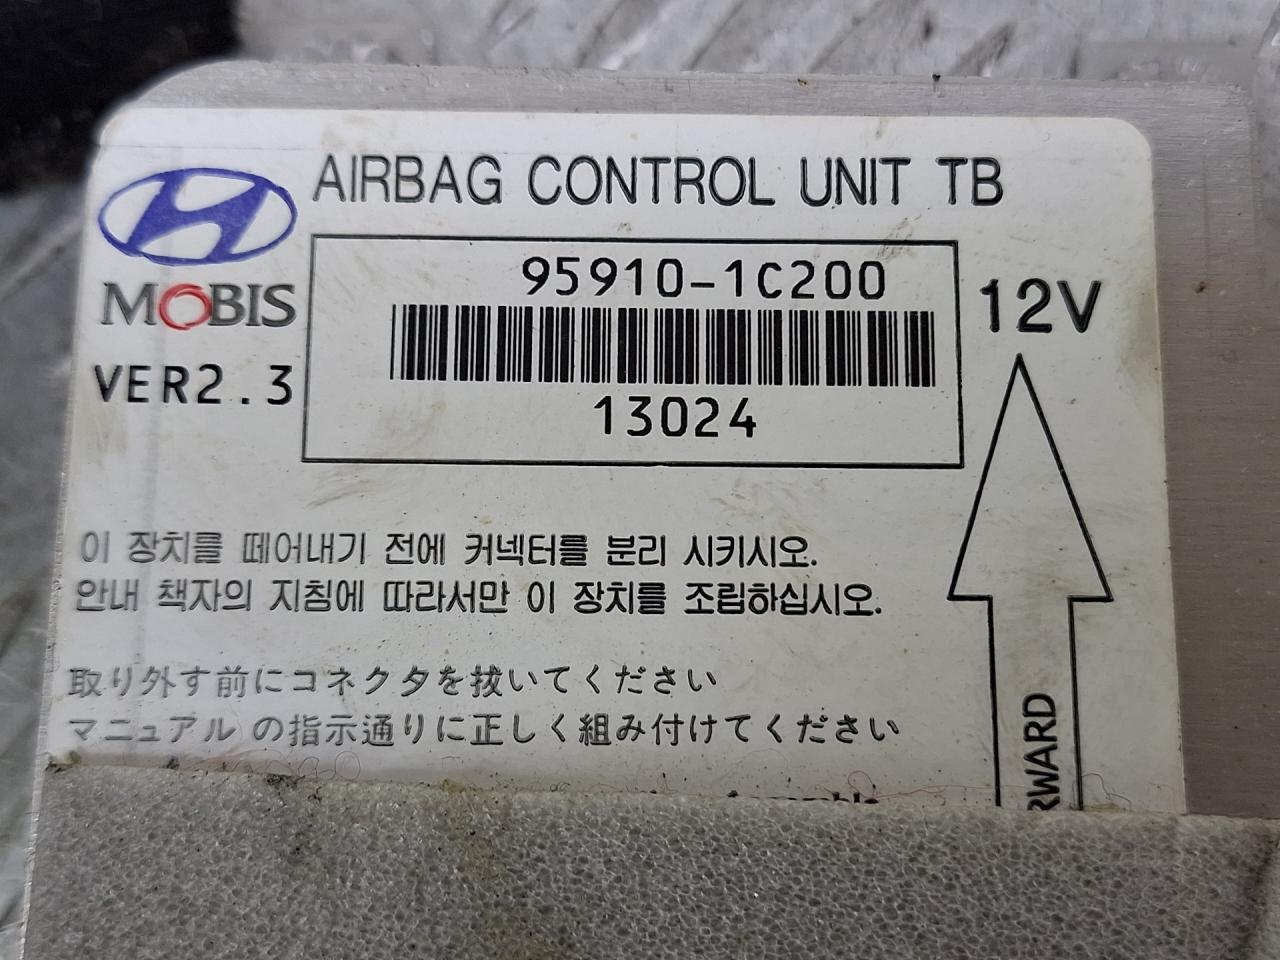 AIRBAG CONTROL UNIT TB
MOBIS
VER2.3
95910-1C200
13024
12V
이 장치를 떼어내기 전에 커넥터를 분리 시키시오.
안내 책자의 지침에 따라서만 이 장치를 조립하십시오.
取り外す前にコネクタを抜いてください
マニュアルの指示通りに正しく組み付けてください
RWARD